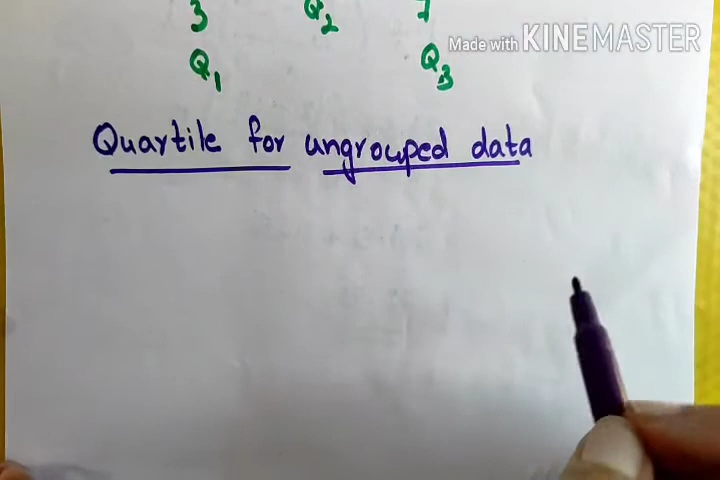 3 Q2 7
Made with KINEMASTER
Q1 Q3
Quartile for ungrouped data